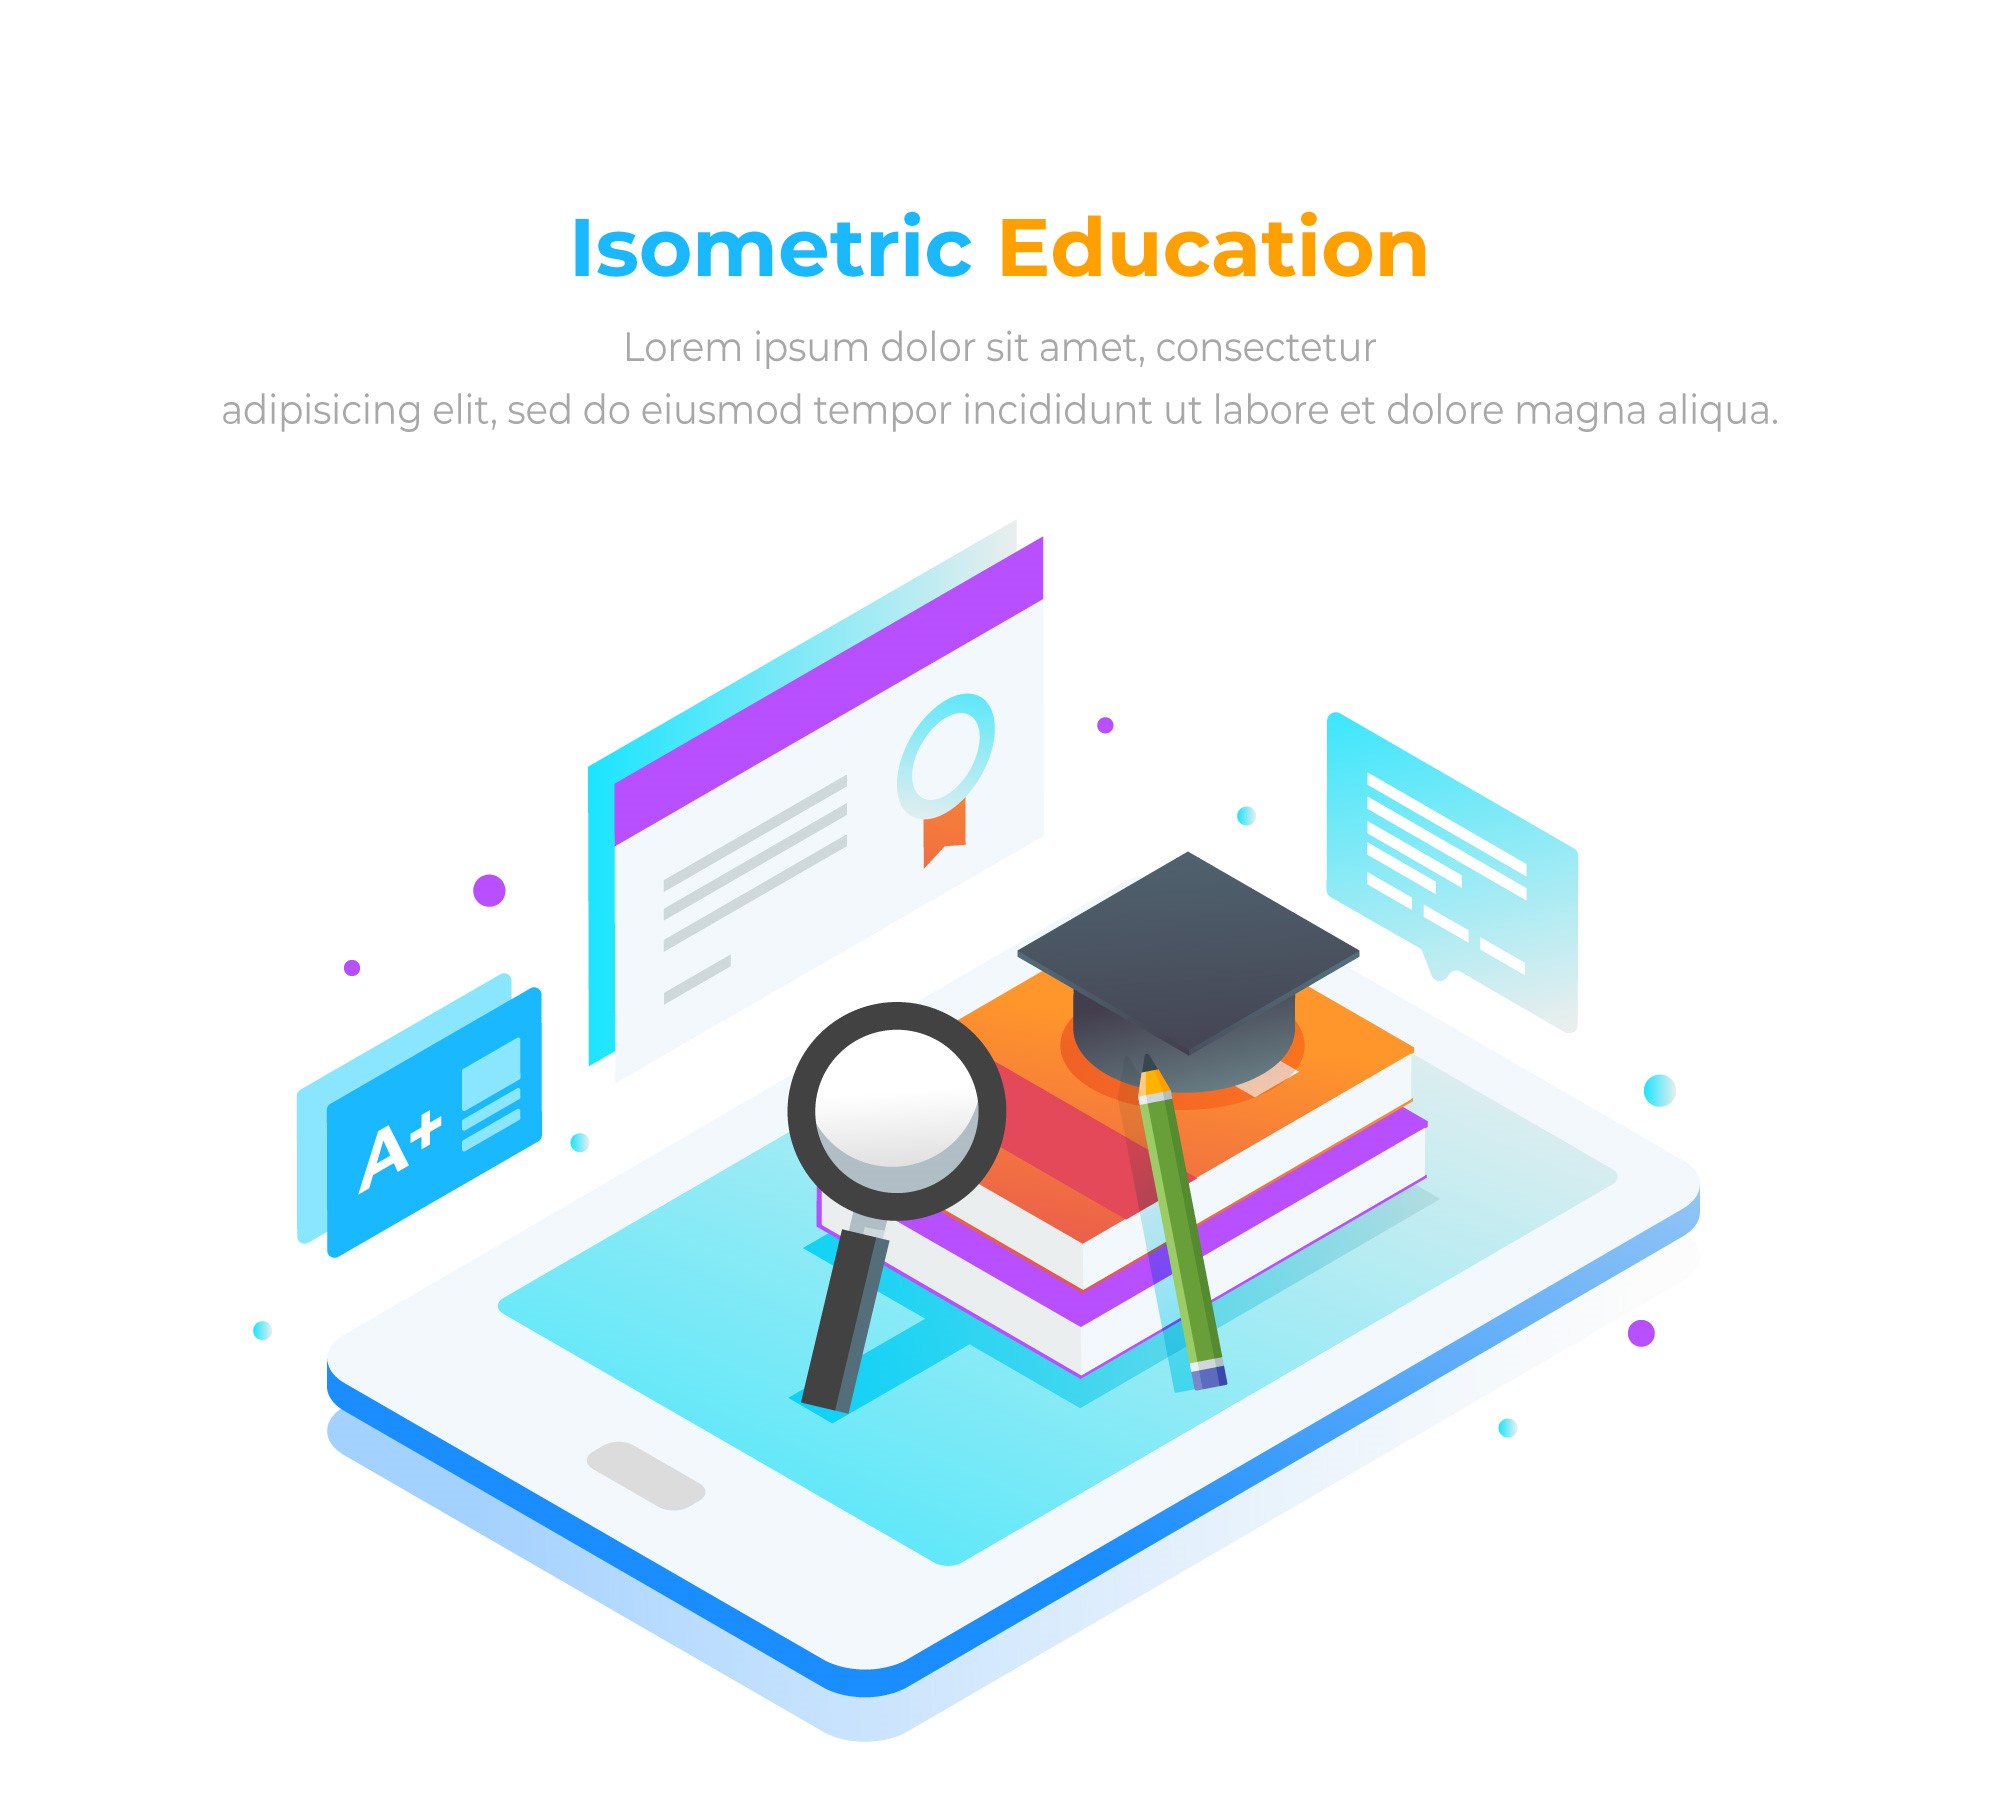 Isometric Education
Lorem ipsum dolor sit amet, consectetur
adipisicing elit, sed do eiusmod tempor incididunt ut labore et dolore magna aliqua.
A+